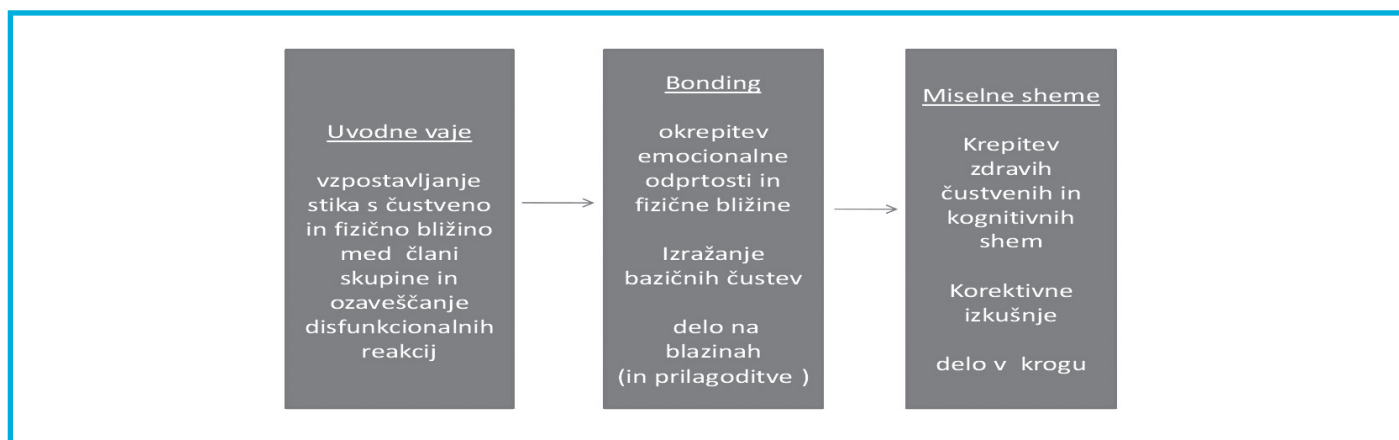 Uvodne vaje
vzpostavljanje
stika s čustveno
in fizično bližino
med člani
skupine in
ozaveščanje
disfunkcionalnih
reakcij
Bonding
okrepitev
emocionalne
odprtosti in
fizične bližine
Izražanje
bazičnih čustev
delo na
blazinah
(in prilagoditve )
Miselne sheme
Krepitev
zdravih
čustvenih in
kognitivnih
shem
Korektivne
izkušnje
delo v krogu